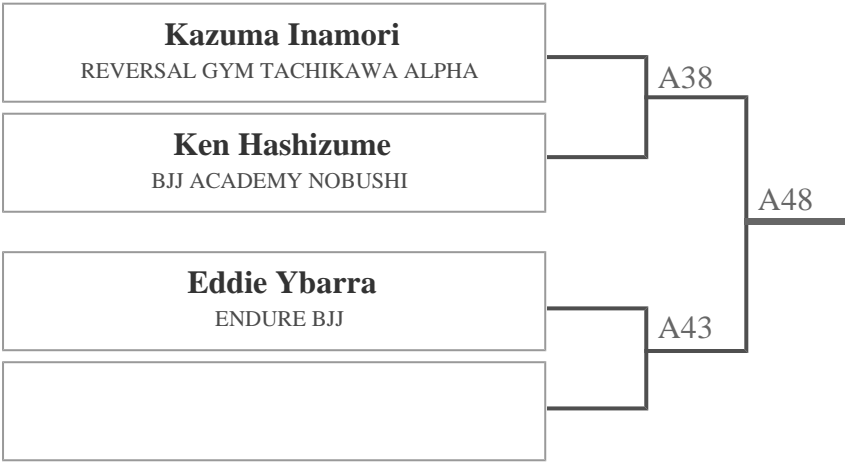 Kazuma Inamori
REVERSAL GYM TACHIKAWA ALPHA
A38
Ken Hashizume
BJJ ACADEMY NOBUSHI
A48
Eddie Ybarra
ENDURE BJJ
A43